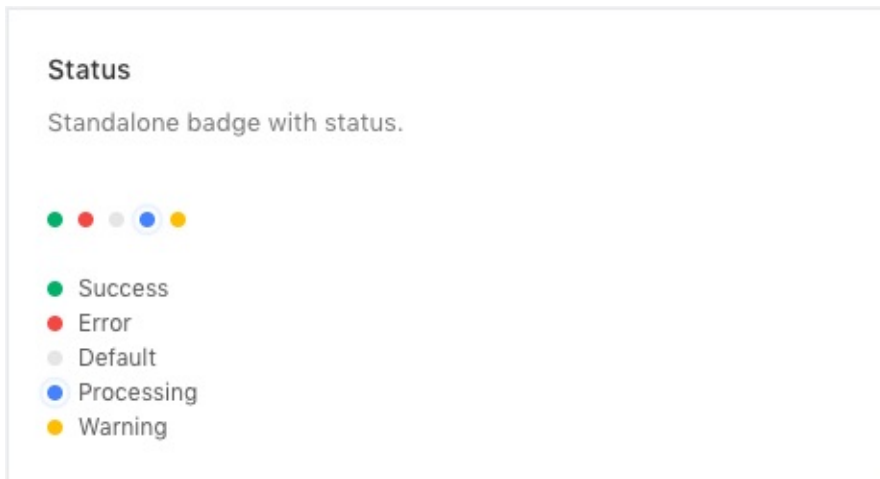 Status
Standalone badge with status.
Success
Error
Default
Processing
Warning